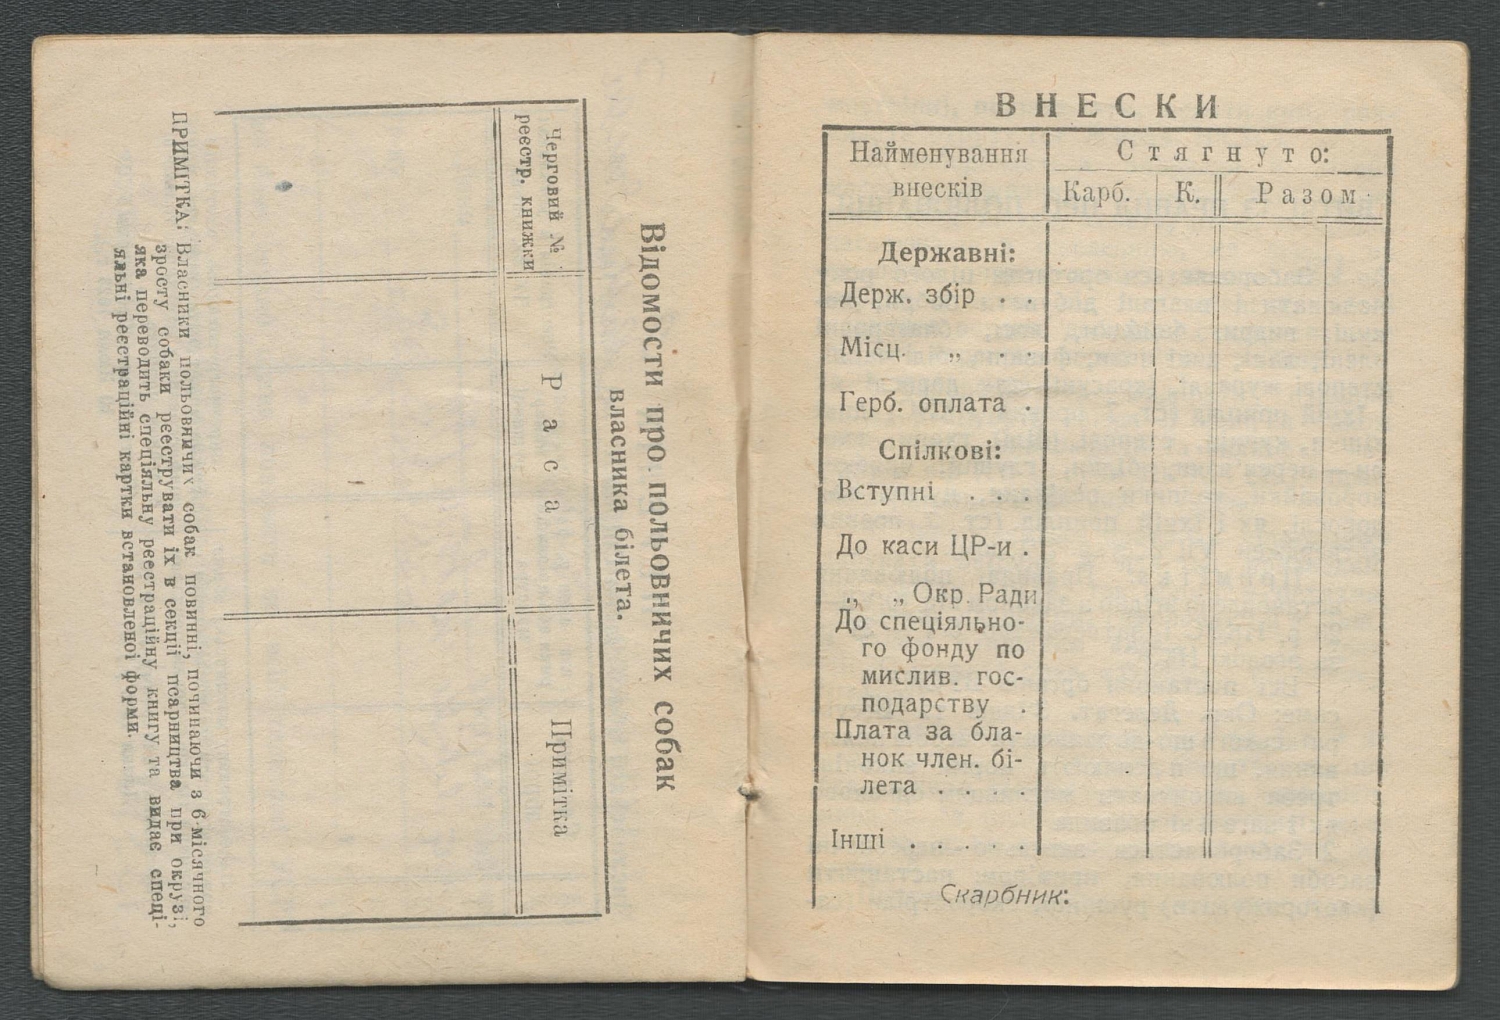 Відомости про польовничих собак
власника білета.
Черговий №
реєстр. книжки
Раса
Примітка
ПРИМІТКА: Власники польовичих собак повинні, починаючи з 6-місячного
зросту собаки реєструвати їх в секції псарництва при окрузі,
яка переводить спеціяльну реєстраційну книгу та видає спеці-
яльні реєстраційні картки встановленої форми.
ВНЕСКИ
Найменування
внесків
Стягнуто:
Карб. К. Разом
Державні:
Держ. збір . .
Місц. „ . .
Герб. оплата .
Спілкові:
Вступні . . .
До каси ЦР-и .
„ „ Окр. Ради
До спеціяльно-
го фонду по
мислив. гос-
подарству .
Плата за бла-
нок член. бі-
лета . . . .
Інші . . . . .
Скарбник: